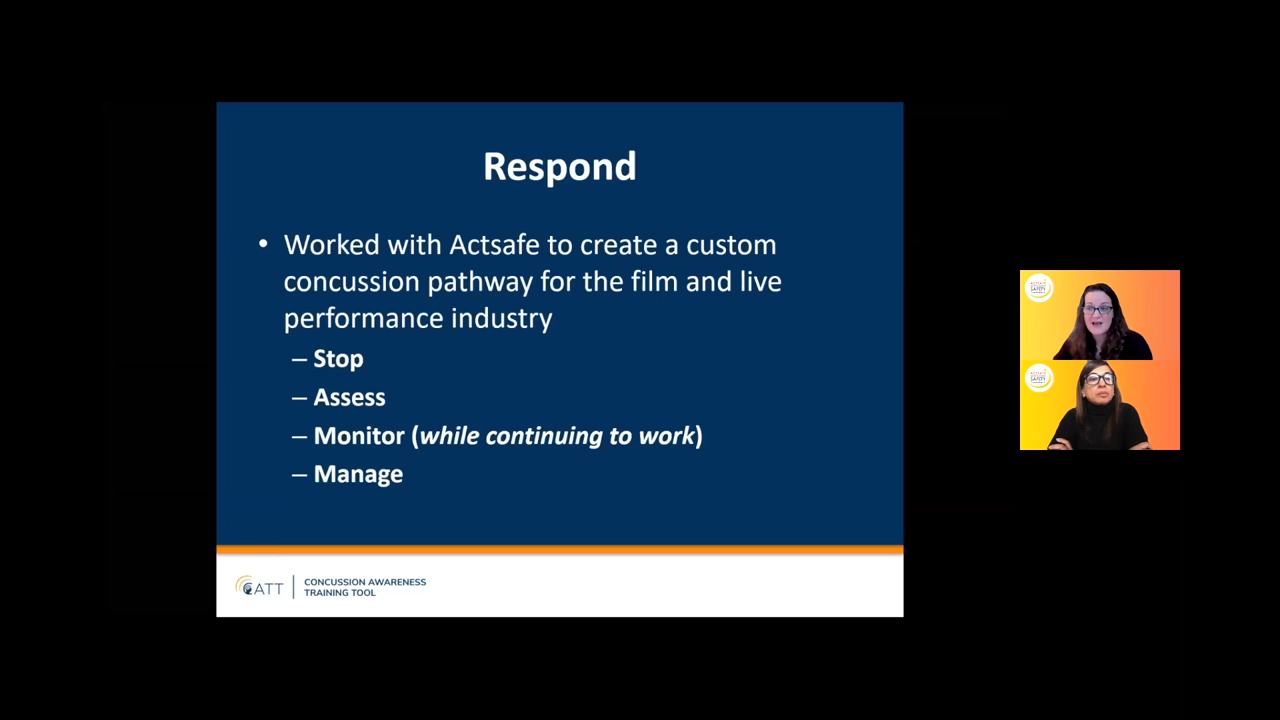 Respond
• Worked with Actsafe to create a custom
concussion pathway for the film and live
performance industry
– Stop
– Assess
– Monitor (while continuing to work)
– Manage
CATT
CONCUSSION AWARENESS
TRAINING TOOL